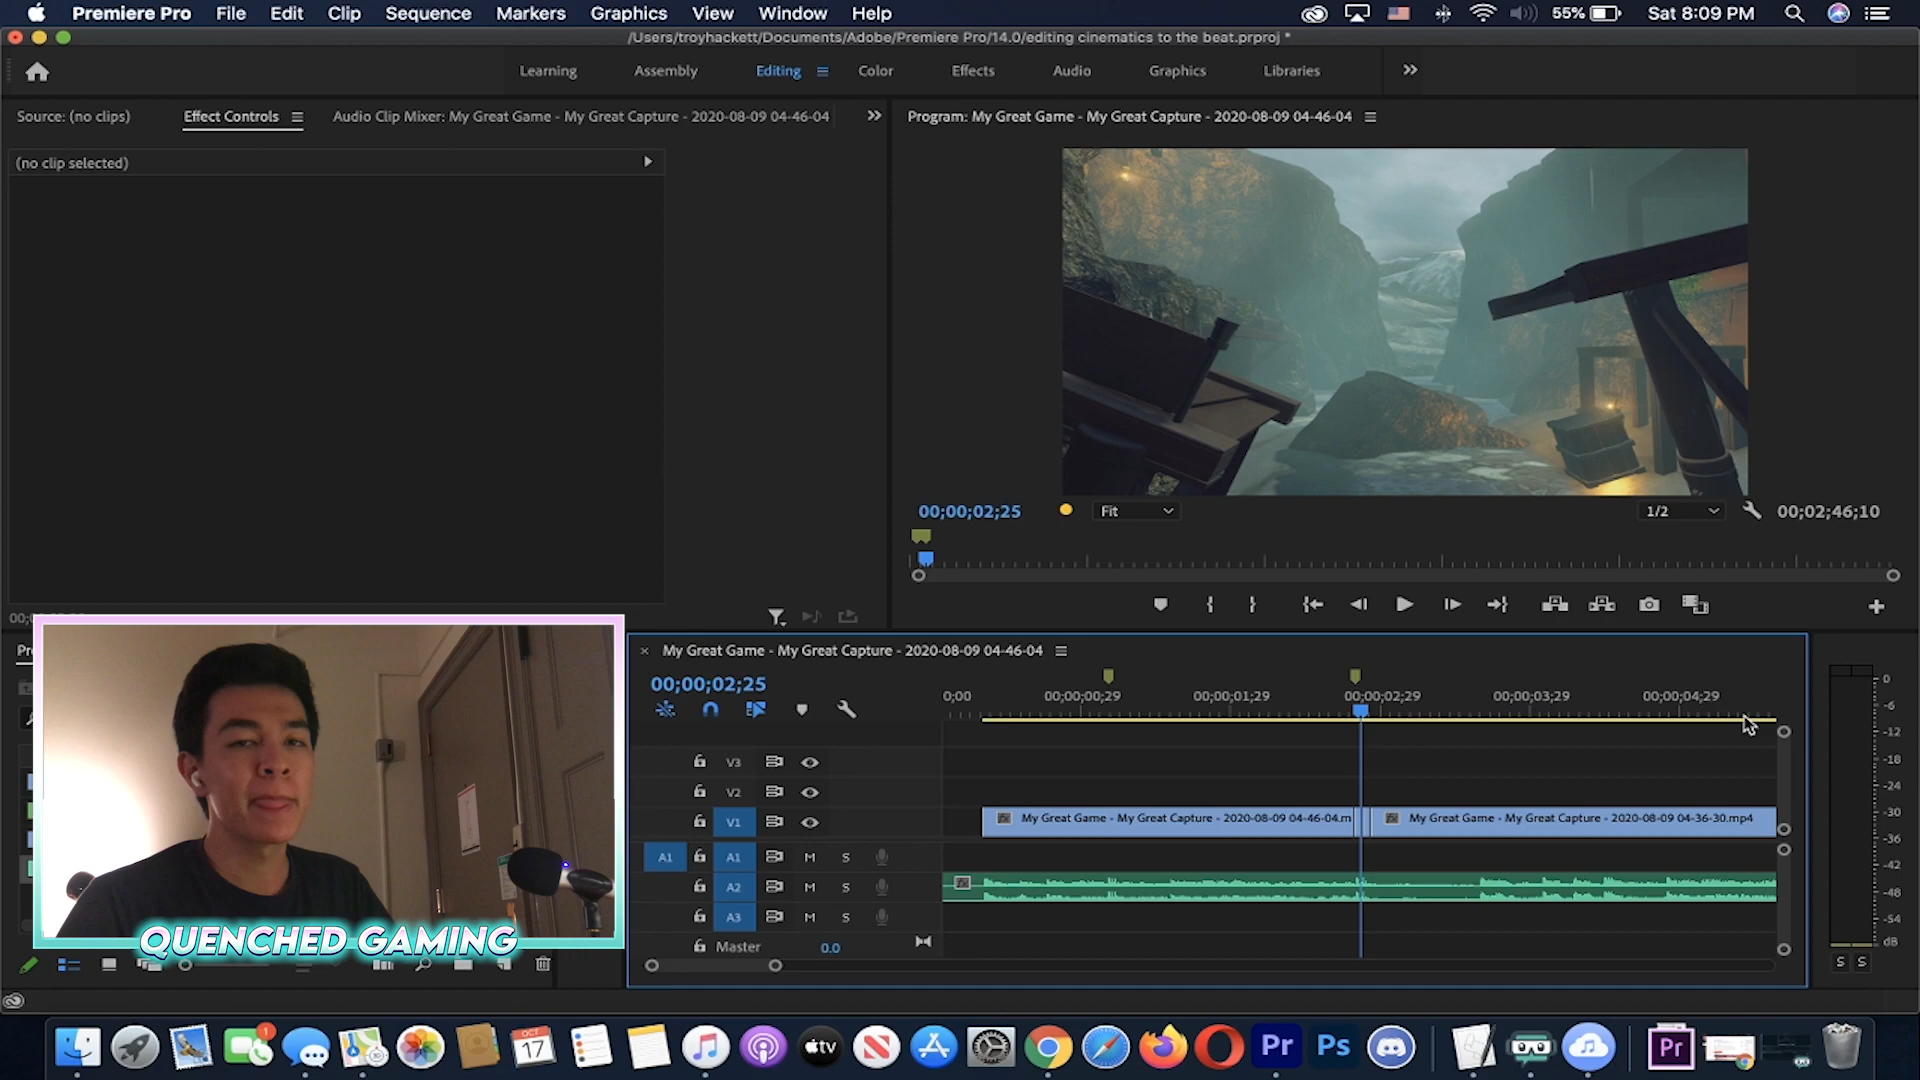 Premiere Pro File Edit Clip Sequence Markers Graphics View Window Help 55% Sat 8:09 PM
/Users/troyhackett/Documents/Adobe/Premiere Pro/14.0/editing cinematics to the beat.prproj *
Learning Assembly Editing Color Effects Audio Graphics Libraries
Source: (no clips) Effect Controls Audio Clip Mixer: My Great Game - My Great Capture - 2020-08-09 04-46-04
Program: My Great Game - My Great Capture - 2020-08-09 04-46-04
(no clip selected)
00;00;02;25 Fit 1/2 00;02;46;10
My Great Game - My Great Capture - 2020-08-09 04-46-04
00;00;02;25
0;00 00;00;00;29 00;00;01;29 00;00;02;29 00;00;03;29 00;00;04;29
V3
V2
V1 My Great Game - My Great Capture - 2020-08-09 04-46-04.m My Great Game - My Great Capture - 2020-08-09 04-36-30.mp4
A1 A1 M S
A2 M S
A3 M S
Master 0.0
0
-6
-12
-18
-24
-30
-36
-42
-48
-54
dB
S S
QUENCHED GAMING
1
OCT
17
tv
Pr
Ps
Pr